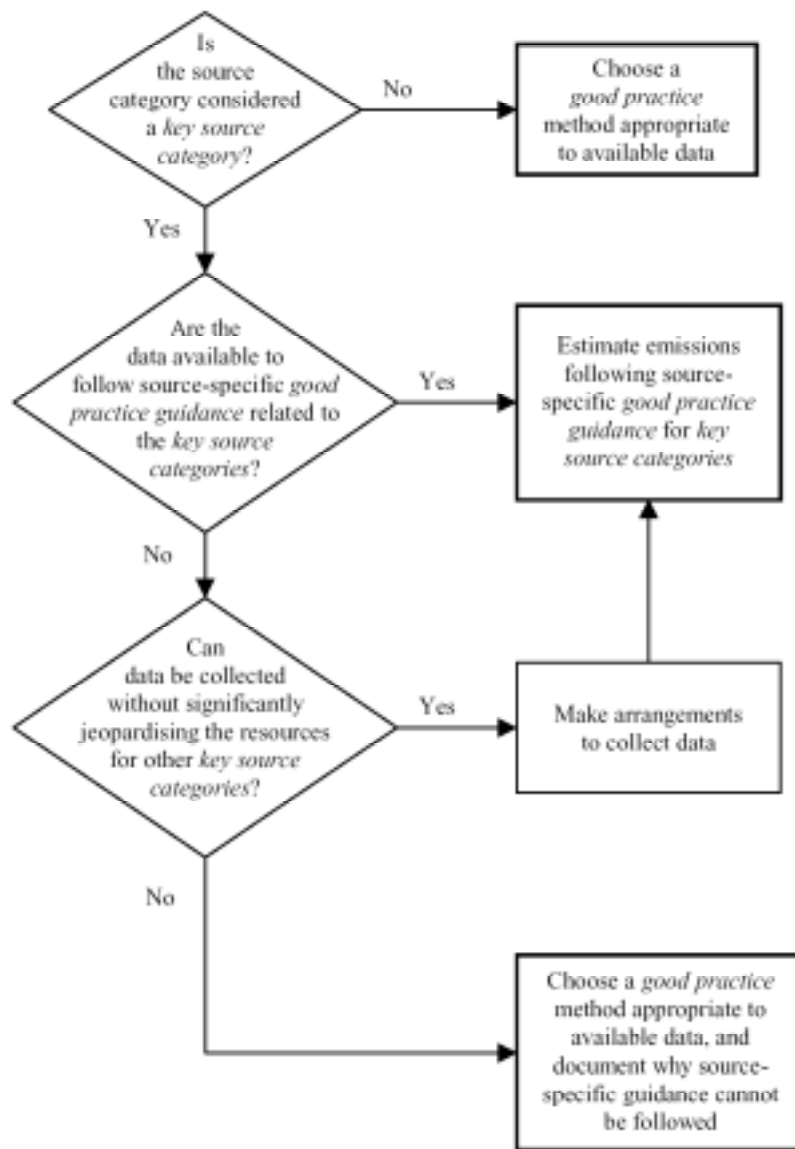 Is
the source
category considered
a key source
category?
No
Choose a
good practice
method appropriate
to available data
Yes
Are the
data available to
follow source-specific good
practice guidance related to
the key source
categories?
Yes
Estimate emissions
following source-
specific good practice
guidance for key
source categories
No
Can
data be collected
without significantly
jeopardising the resources
for other key source
categories?
Yes
Make arrangements
to collect data
No
Choose a good practice
method appropriate to
available data, and
document why source-
specific guidance cannot
be followed